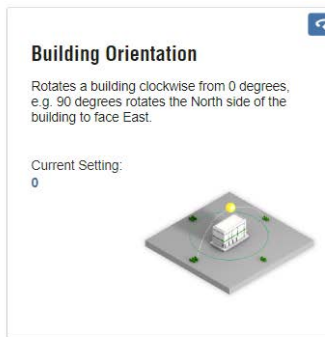 Building Orientation
Rotates a building clockwise from 0 degrees,
e.g. 90 degrees rotates the North side of the
building to face East.
Current Setting:
0